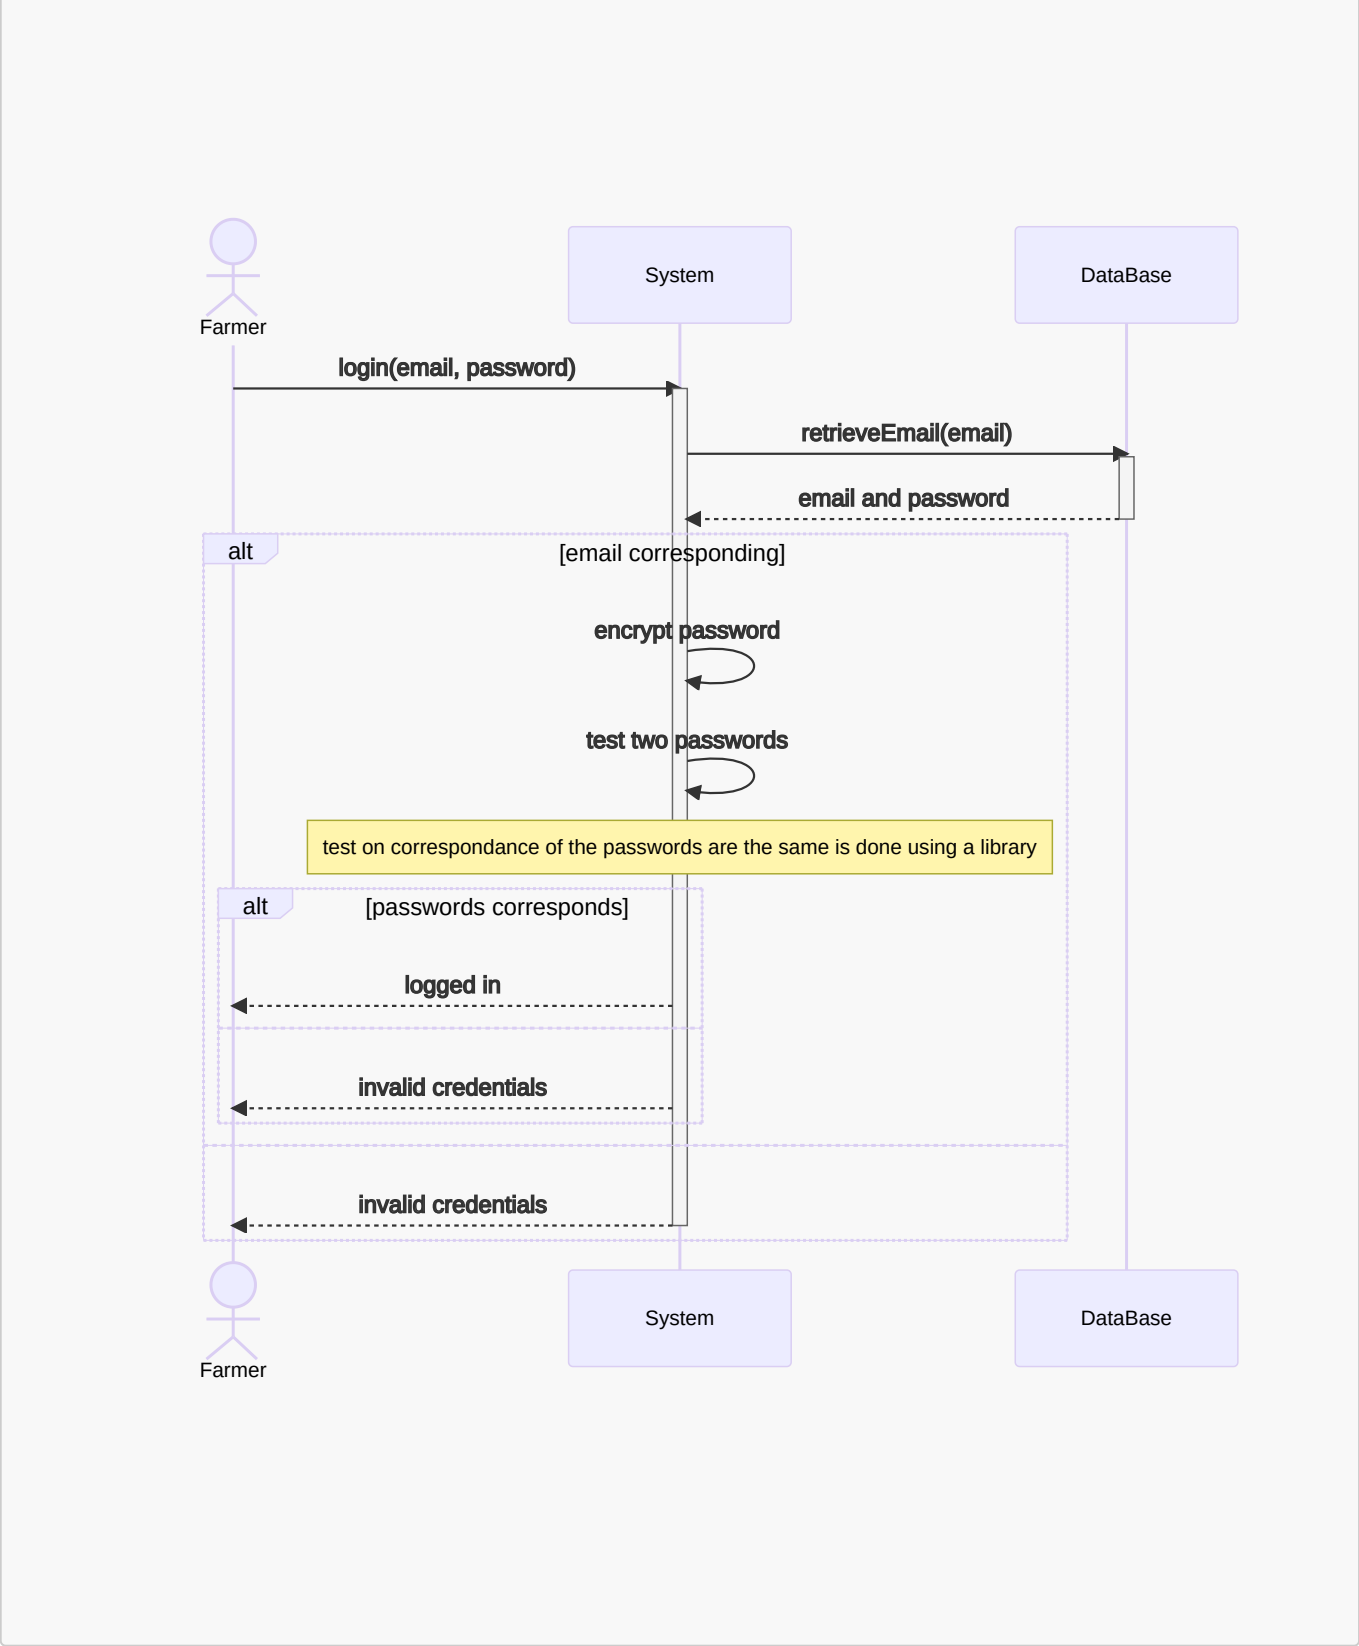 Farmer
System
DataBase
login(email, password)
retrieveEmail(email)
email and password
alt
[email corresponding]
encrypt password
test two passwords
test on correspondance of the passwords are the same is done using a library
alt
[passwords corresponds]
logged in
invalid credentials
invalid credentials
Farmer
System
DataBase